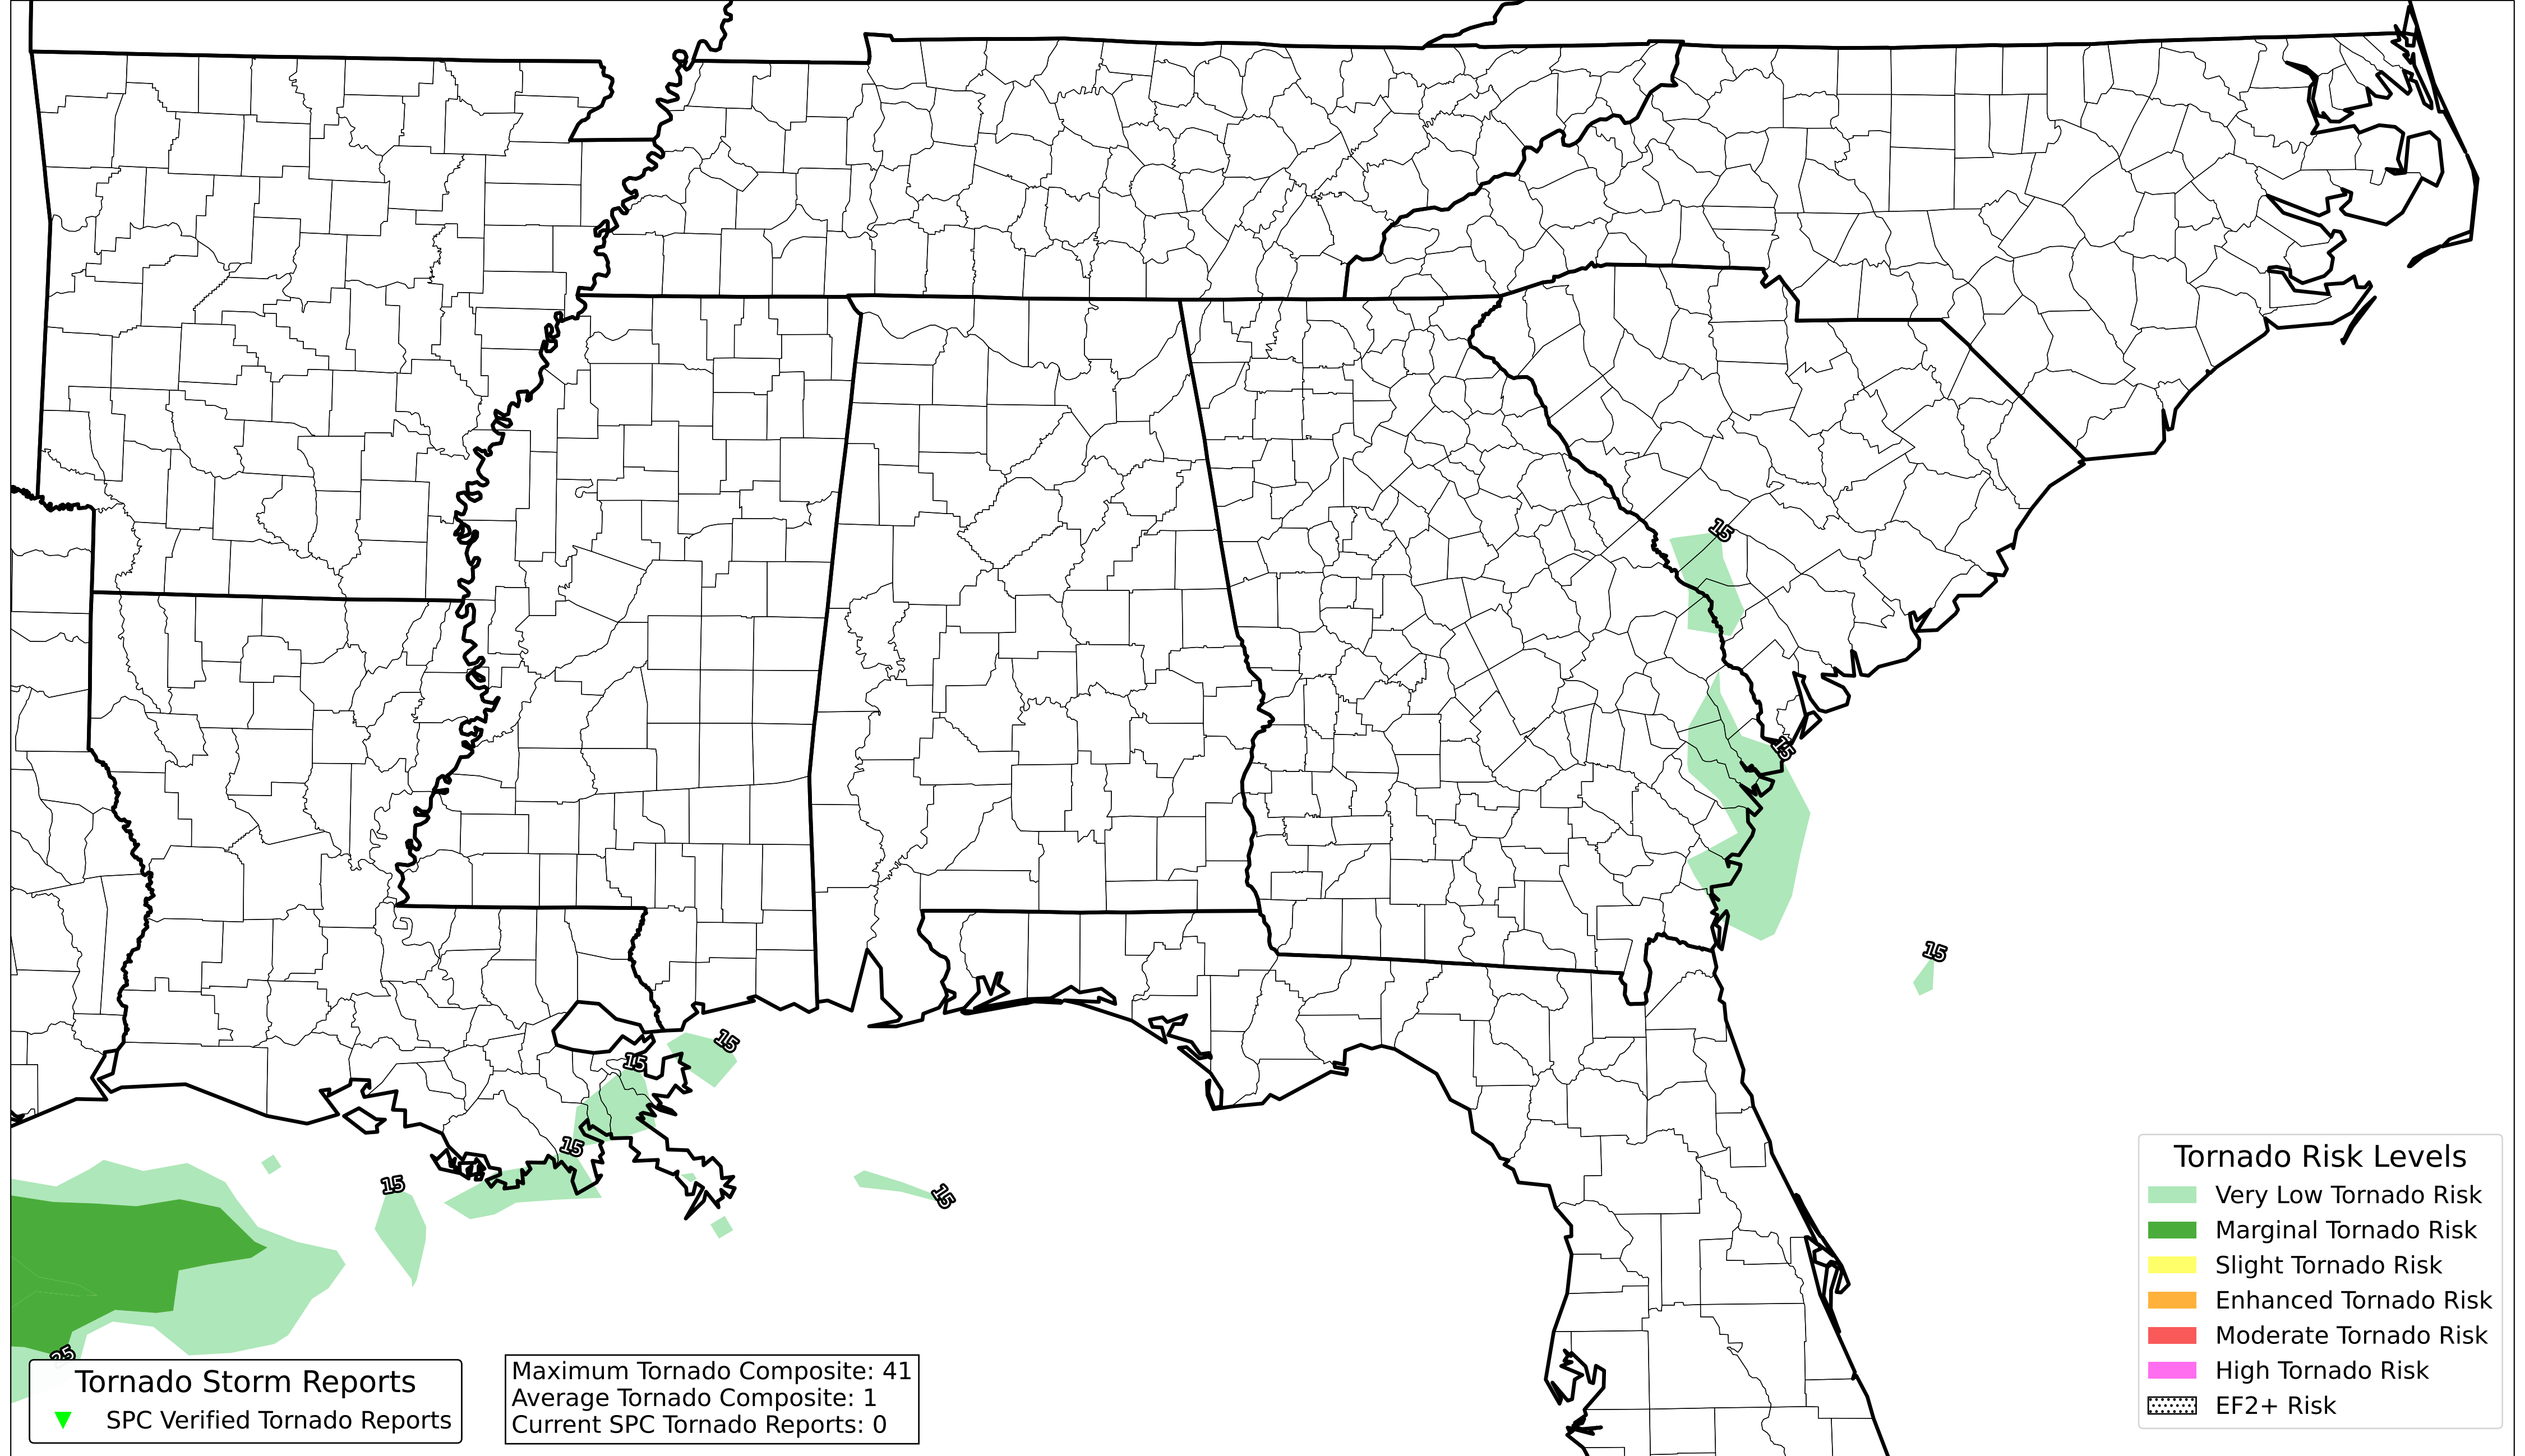 15
15
15
15
15
15
15
15
25
Tornado Storm Reports
SPC Verified Tornado Reports
Maximum Tornado Composite: 41
Average Tornado Composite: 1
Current SPC Tornado Reports: 0
Tornado Risk Levels
Very Low Tornado Risk
Marginal Tornado Risk
Slight Tornado Risk
Enhanced Tornado Risk
Moderate Tornado Risk
High Tornado Risk
EF2+ Risk